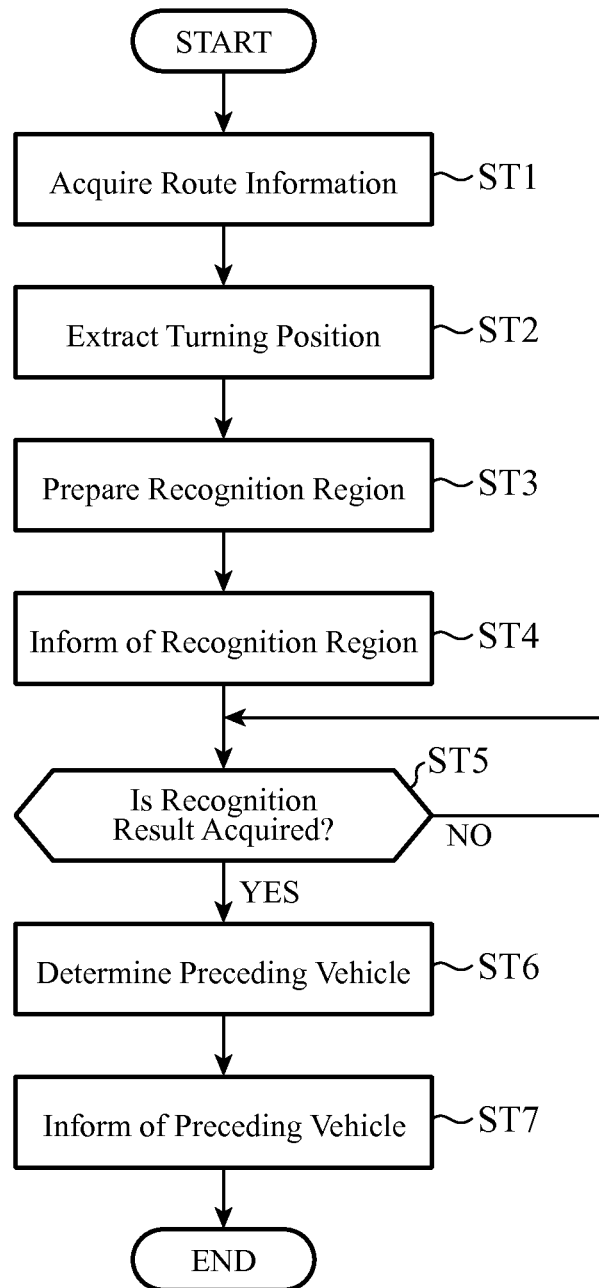 START
Acquire Route Information
ST1
Extract Turning Position
ST2
Prepare Recognition Region
ST3
Inform of Recognition Region
ST4
ST5
Is Recognition
Result Acquired?
NO
YES
Determine Preceding Vehicle
ST6
Inform of Preceding Vehicle
ST7
END